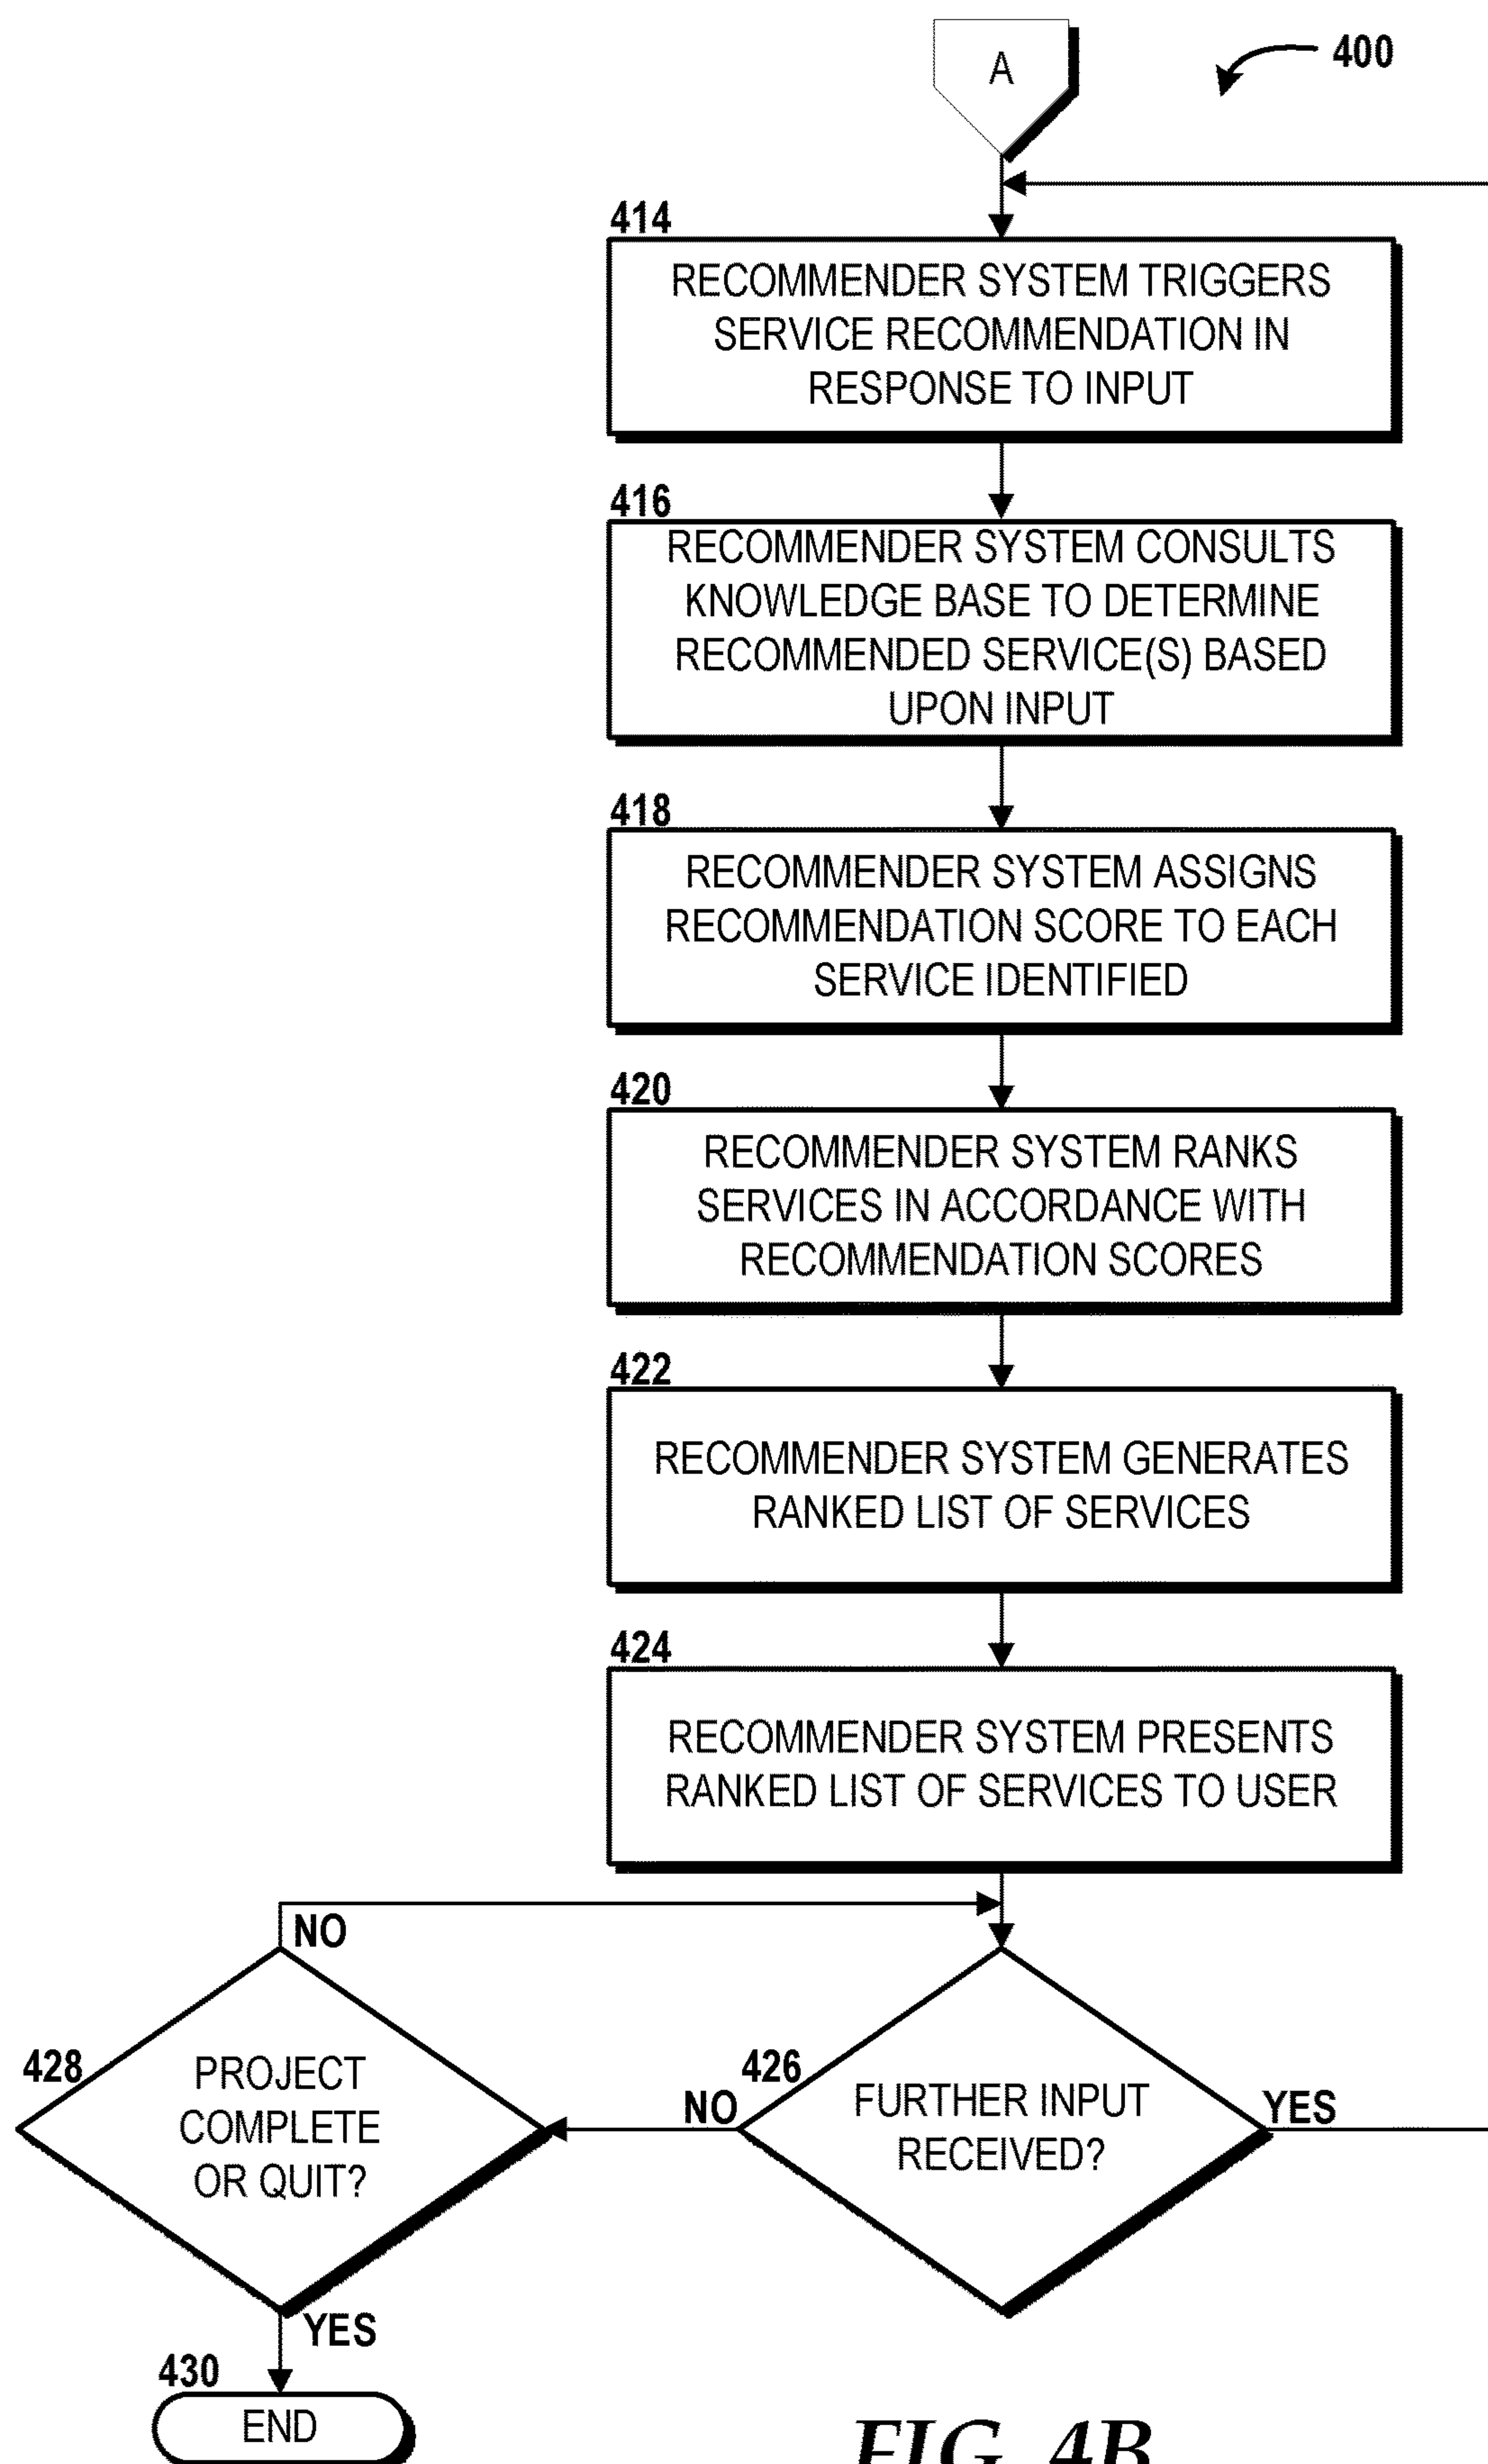 A
400
414
RECOMMENDER SYSTEM TRIGGERS
SERVICE RECOMMENDATION IN
RESPONSE TO INPUT
416
RECOMMENDER SYSTEM CONSULTS
KNOWLEDGE BASE TO DETERMINE
RECOMMENDED SERVICE(S) BASED
UPON INPUT
418
RECOMMENDER SYSTEM ASSIGNS
RECOMMENDATION SCORE TO EACH
SERVICE IDENTIFIED
420
RECOMMENDER SYSTEM RANKS
SERVICES IN ACCORDANCE WITH
RECOMMENDATION SCORES
422
RECOMMENDER SYSTEM GENERATES
RANKED LIST OF SERVICES
424
RECOMMENDER SYSTEM PRESENTS
RANKED LIST OF SERVICES TO USER
NO
428
PROJECT
COMPLETE
OR QUIT?
NO
426
FURTHER INPUT
RECEIVED?
YES
YES
430
END
FIG. 4B